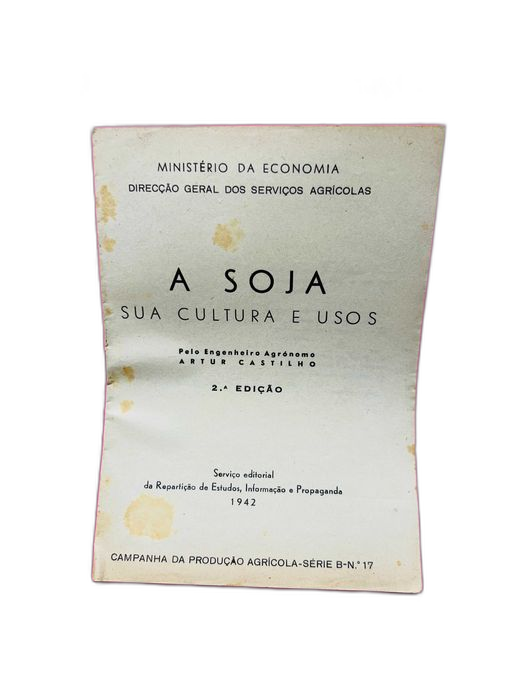 MINISTÉRIO DA ECONOMIA
DIRECÇÃO GERAL DOS SERVIÇOS AGRÍCOLAS
A SOJA
SUA CULTURA E USOS
Pelo Engenheiro Agrónomo
ARTUR CASTILHO
2.ª EDIÇÃO
Serviço editorial
da Repartição de Estudos, Informação e Propaganda
1942
CAMPANHA DA PRODUÇÃO AGRÍCOLA-SÉRIE B-N.º 17